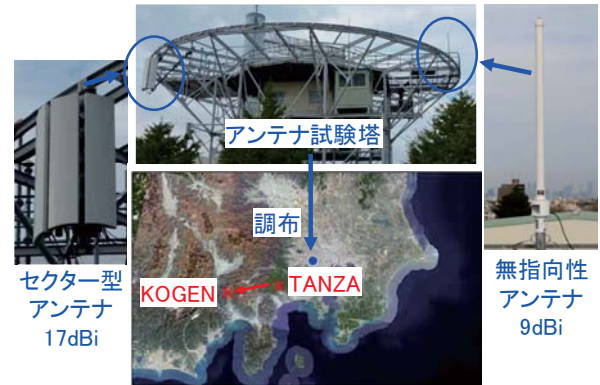 アンテナ試験塔
調布
KOGEN
TANZA
セクター型
アンテナ
17dBi
無指向性
アンテナ
9dBi